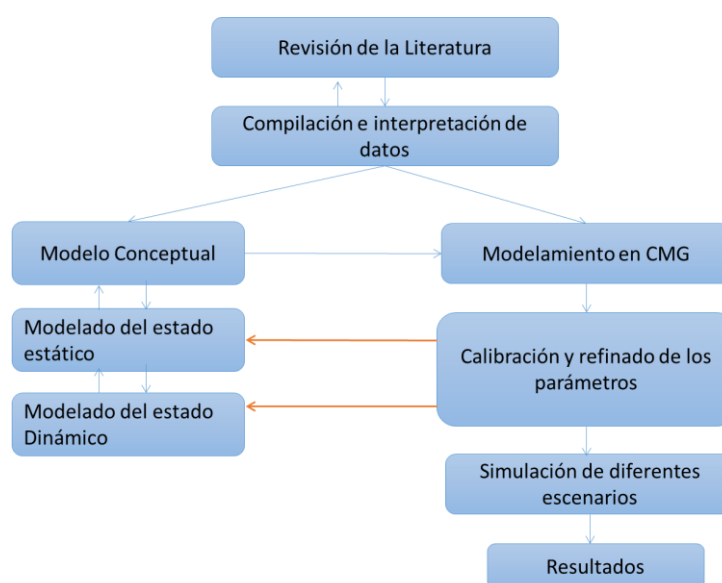 Revisión de la Literatura
Compilación e interpretación de
datos
Modelo Conceptual
Modelamiento en CMG
Modelado del estado
estático
Calibración y refinado de los
parámetros
Modelado del estado
Dinámico
Simulación de diferentes
escenarios
Resultados